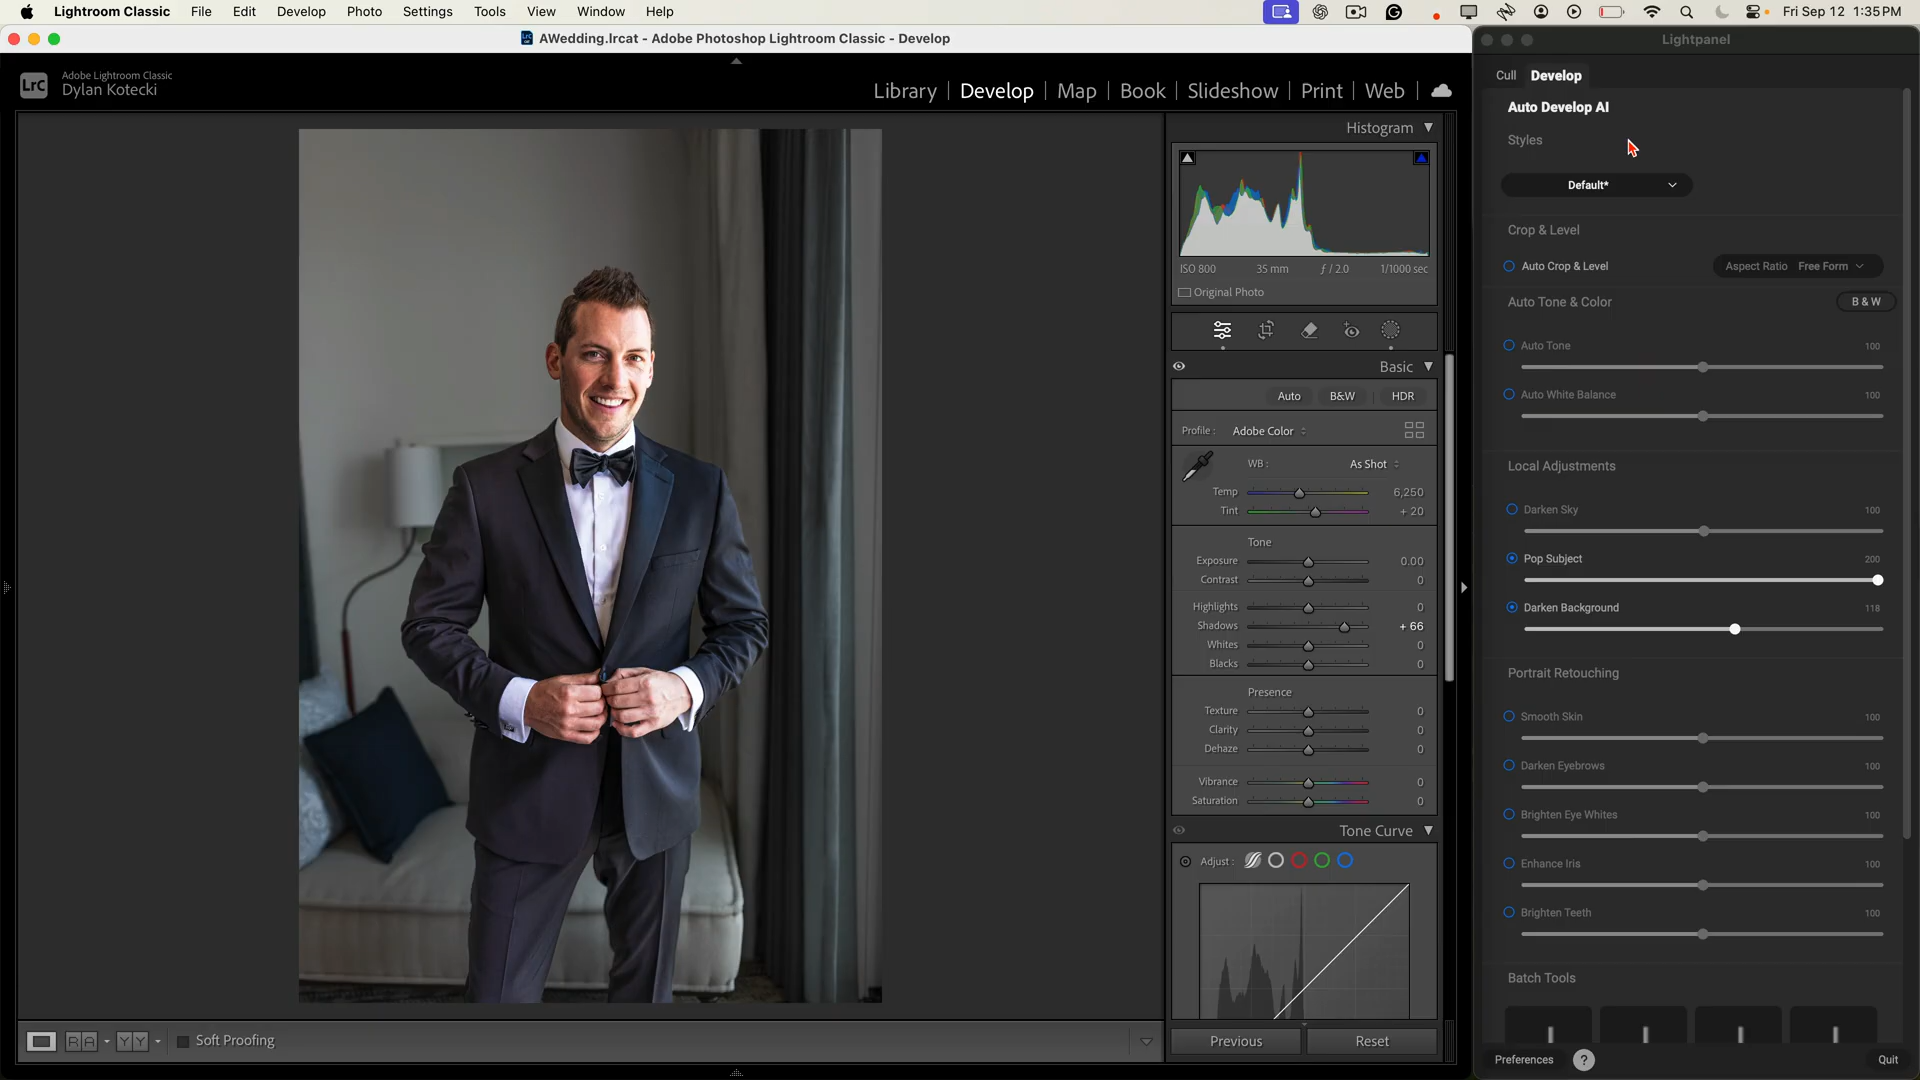 Lightroom Classic File Edit Develop Photo Settings Tools View Window Help Fri Sep 12 1:35 PM
AWedding.lrcat - Adobe Photoshop Lightroom Classic - Develop
Lightpanel
LrC
Adobe Lightroom Classic
Dylan Kotecki
Library Develop Map Book Slideshow Print Web
Histogram
ISO 800 35 mm ƒ / 2.0 1/1000 sec
Original Photo
Basic
Auto B&W HDR
Profile : Adobe Color
WB : As Shot
Temp 6,250
Tint + 20
Tone
Exposure 0.00
Contrast 0
Highlights 0
Shadows + 66
Whites 0
Blacks 0
Presence
Texture 0
Clarity 0
Dehaze 0
Vibrance 0
Saturation 0
Tone Curve
Adjust :
Previous Reset
R A Y Y Soft Proofing
Cull Develop
Auto Develop AI
Styles
Default*
Crop & Level
Auto Crop & Level Aspect Ratio Free Form
Auto Tone & Color B & W
Auto Tone 100
Auto White Balance 100
Local Adjustments
Darken Sky 100
Pop Subject 200
Darken Background 118
Portrait Retouching
Smooth Skin 100
Darken Eyebrows 100
Brighten Eye Whites 100
Enhance Iris 100
Brighten Teeth 100
Batch Tools
Preferences ? Quit